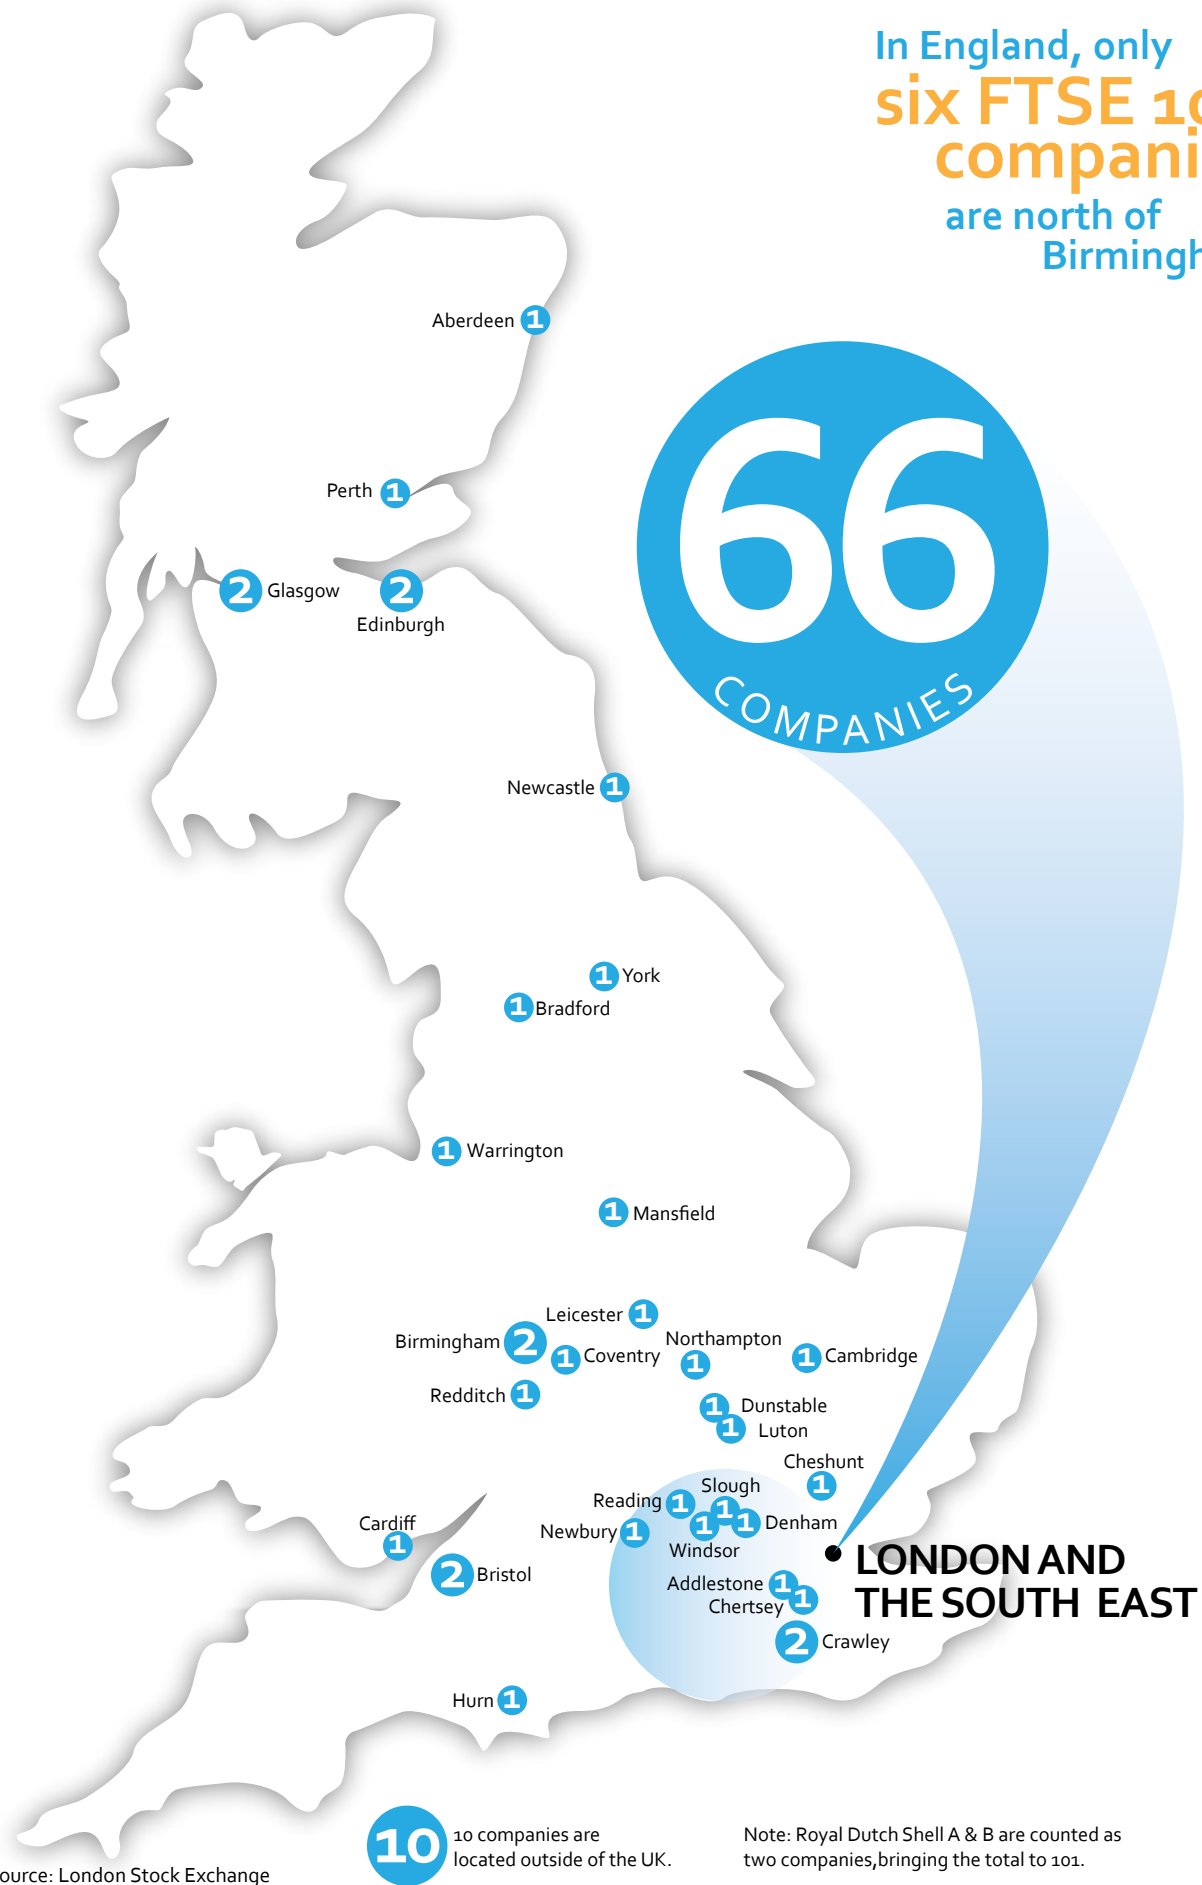 In England, only
six FTSE
are north of
Aberdeen 1
66
COMPANIES
Perth 1
2 Glasgow
2
Edinburgh
Newcastle 1
1 York
1 Bradford
1 Warrington
1 Mansfield
Leicester 1
Birmingham 2
1 Coventry
Northampton
1
1 Cambridge
Redditch 1
1 Dunstable
1 Luton
Cheshunt
1
Slough
1
Reading 1
Newbury 1
1
Windsor
1 Denham
Cardiff
1
2 Bristol
LONDON AND
THE SOUTH EAST
Addlestone 1
Chertsey 1
2 Crawley
Hurn 1
10
10 companies are
located outside of the UK.
Note: Royal Dutch Shell A & B are counted as
two companies,bringing the total to 101.
London Stock Exchange